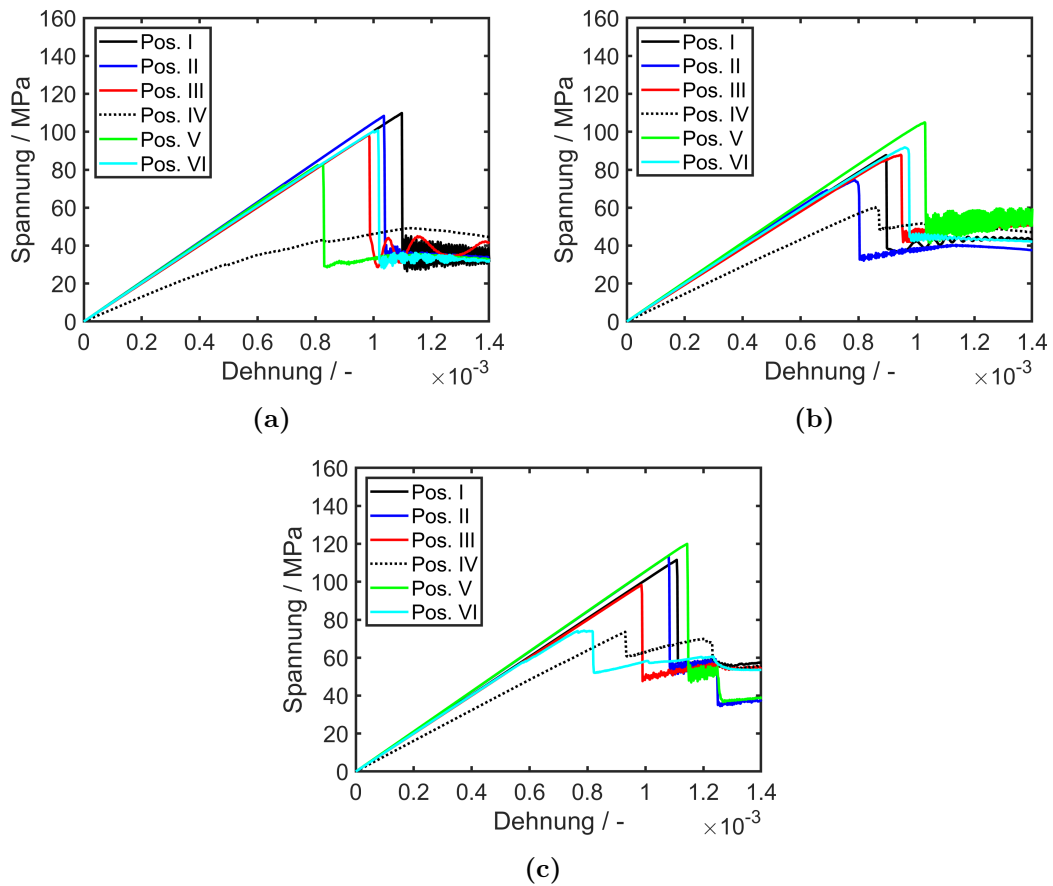 160
140
120
100
80
60
40
20
0
Spannung / MPa
Pos. I
Pos. II
Pos. III
Pos. IV
Pos. V
Pos. VI
0 0.2 0.4 0.6 0.8 1 1.2 1.4
Dehnung / - ×10⁻³
(a)
160
140
120
100
80
60
40
20
0
Spannung / MPa
Pos. I
Pos. II
Pos. III
Pos. IV
Pos. V
Pos. VI
0 0.2 0.4 0.6 0.8 1 1.2 1.4
Dehnung / - ×10⁻³
(b)
160
140
120
100
80
60
40
20
0
Spannung / MPa
Pos. I
Pos. II
Pos. III
Pos. IV
Pos. V
Pos. VI
0 0.2 0.4 0.6 0.8 1 1.2 1.4
Dehnung / - ×10⁻³
(c)